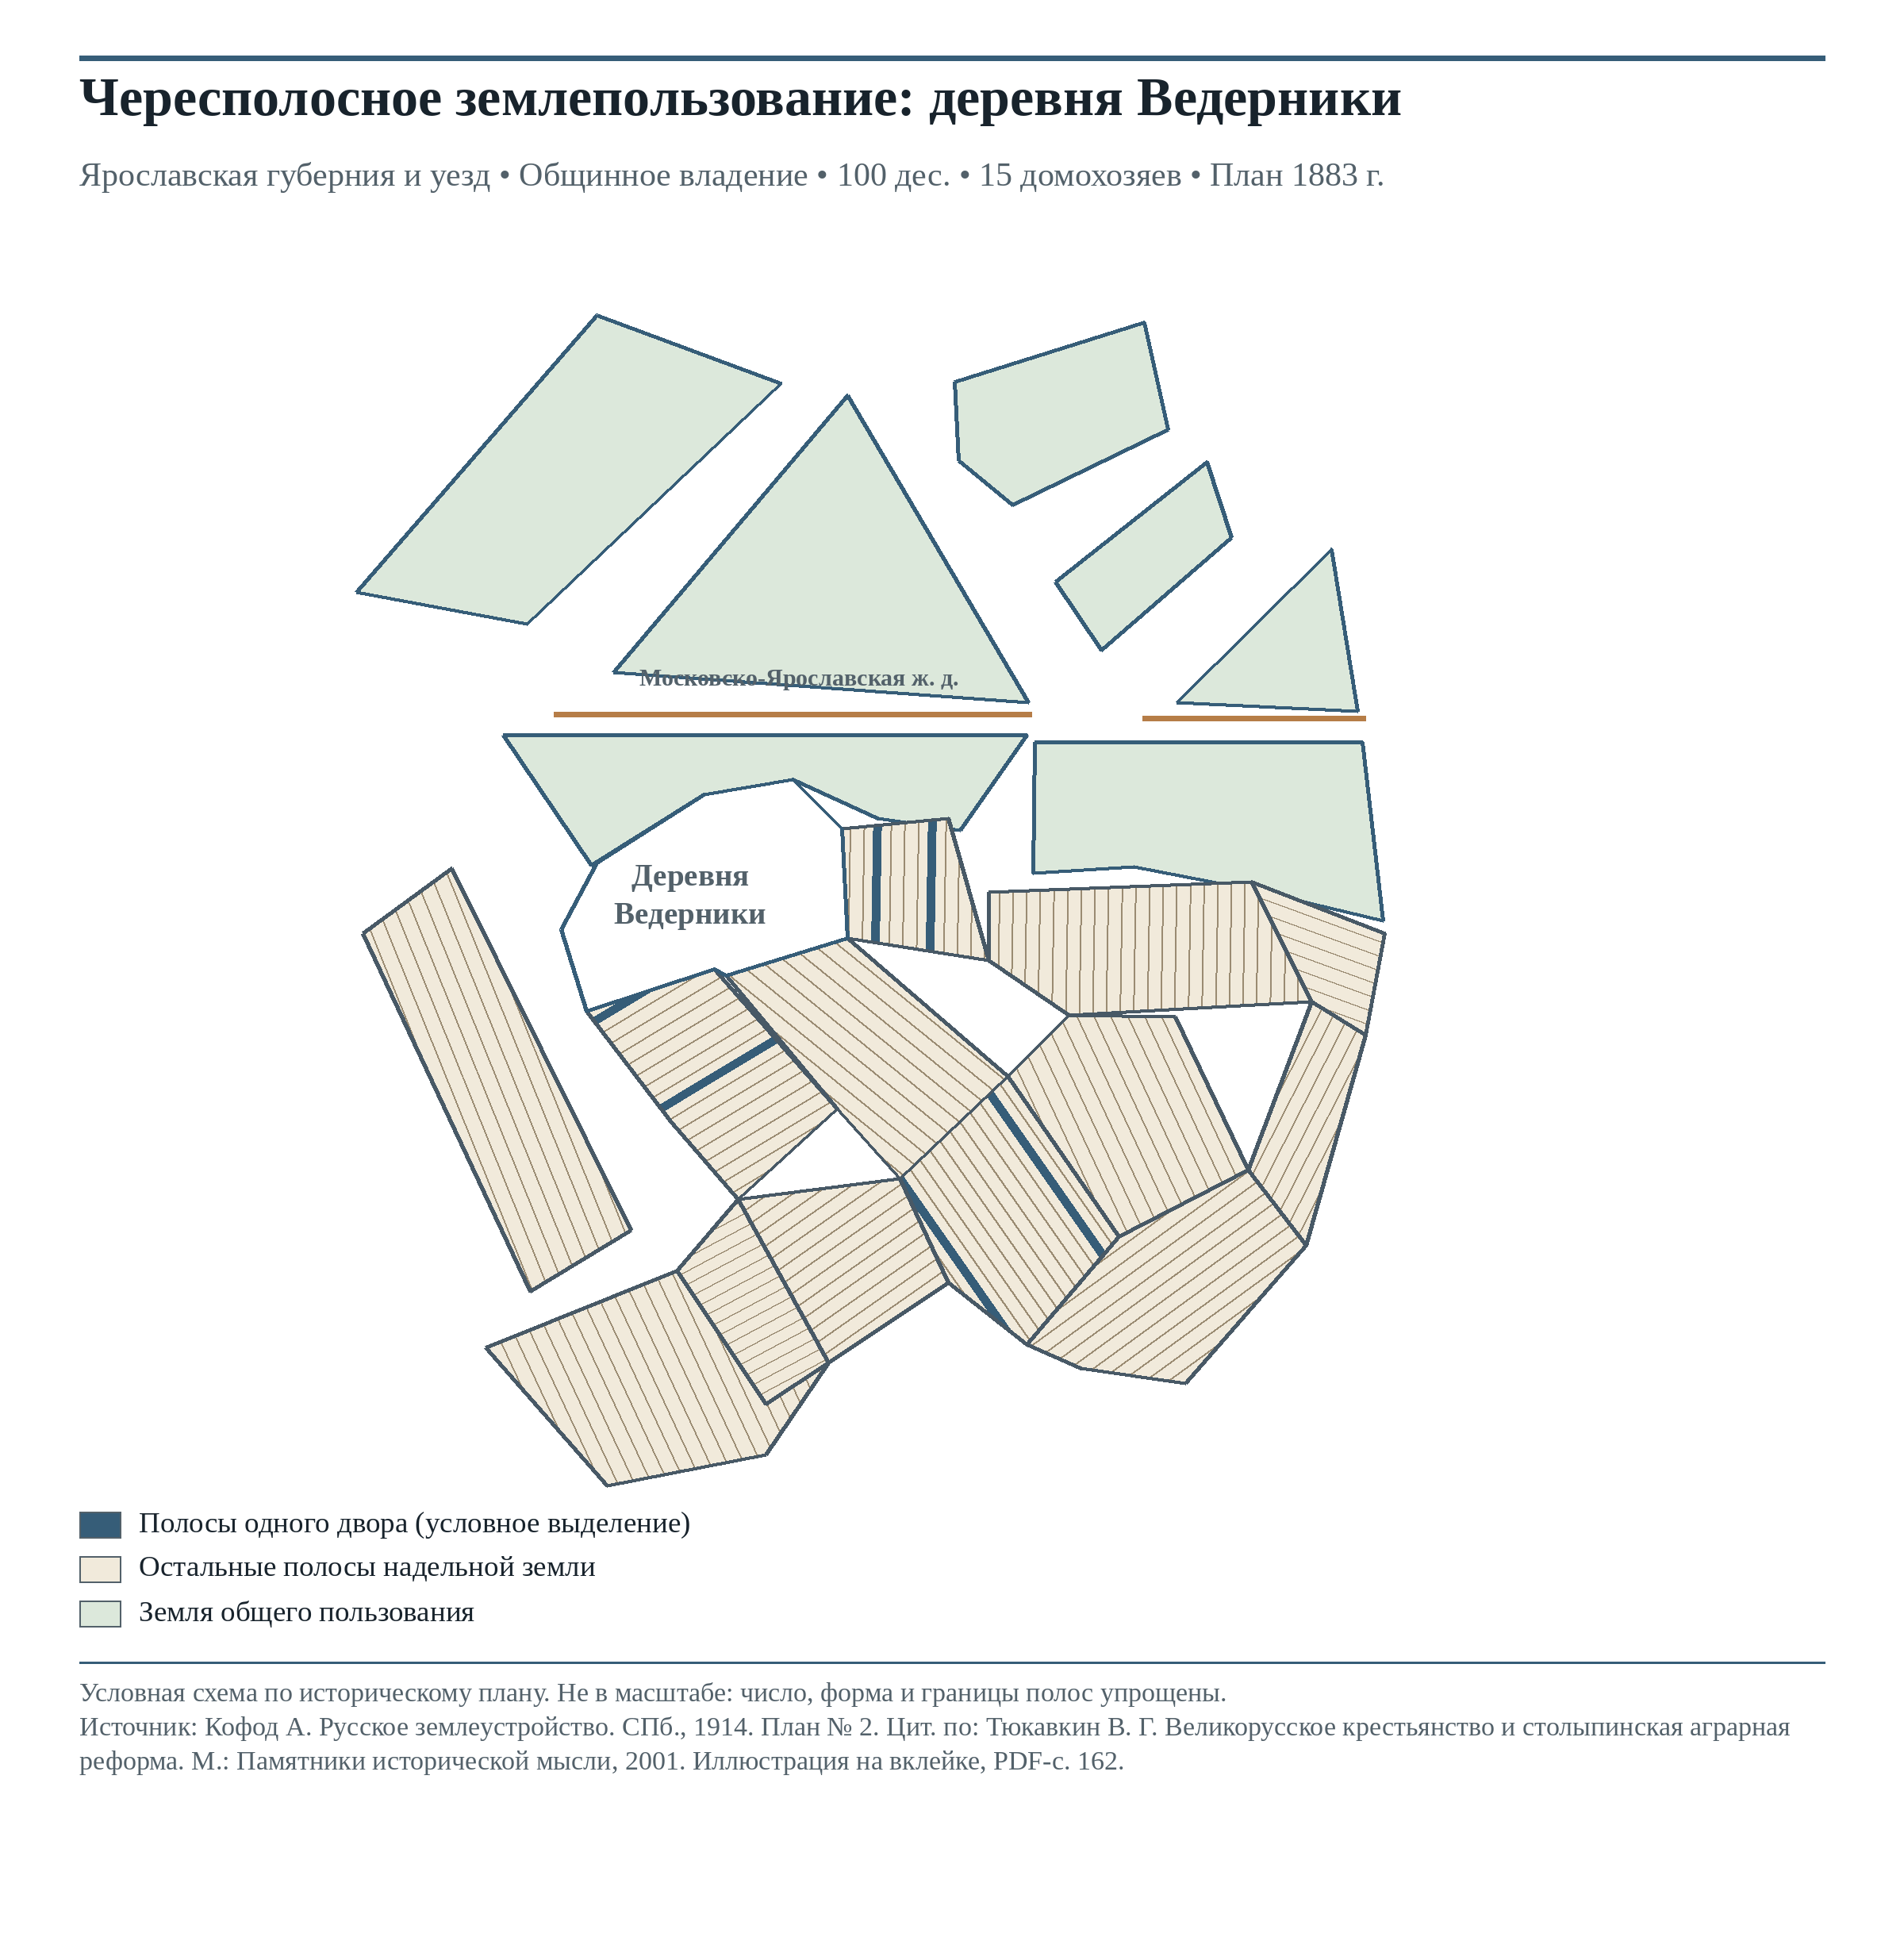 Чересполосное землепользование: деревня Ведерники
Ярославская губерния и уезд • Общинное владение • 100 дес. • 15 домохозяев • План 1883 г.
Московско-Ярославская ж. д.
Деревня
Ведерники
Полосы одного двора (условное выделение)
Остальные полосы надельной земли
Земля общего пользования
Условная схема по историческому плану. Не в масштабе: число, форма и границы полос упрощены.
Источник: Кофод А. Русское землеустройство. СПб., 1914. План № 2. Цит. по: Тюкавкин В. Г. Великорусское крестьянство и столыпинская аграрная
реформа. М.: Памятники исторической мысли, 2001. Иллюстрация на вклейке, PDF-с. 162.